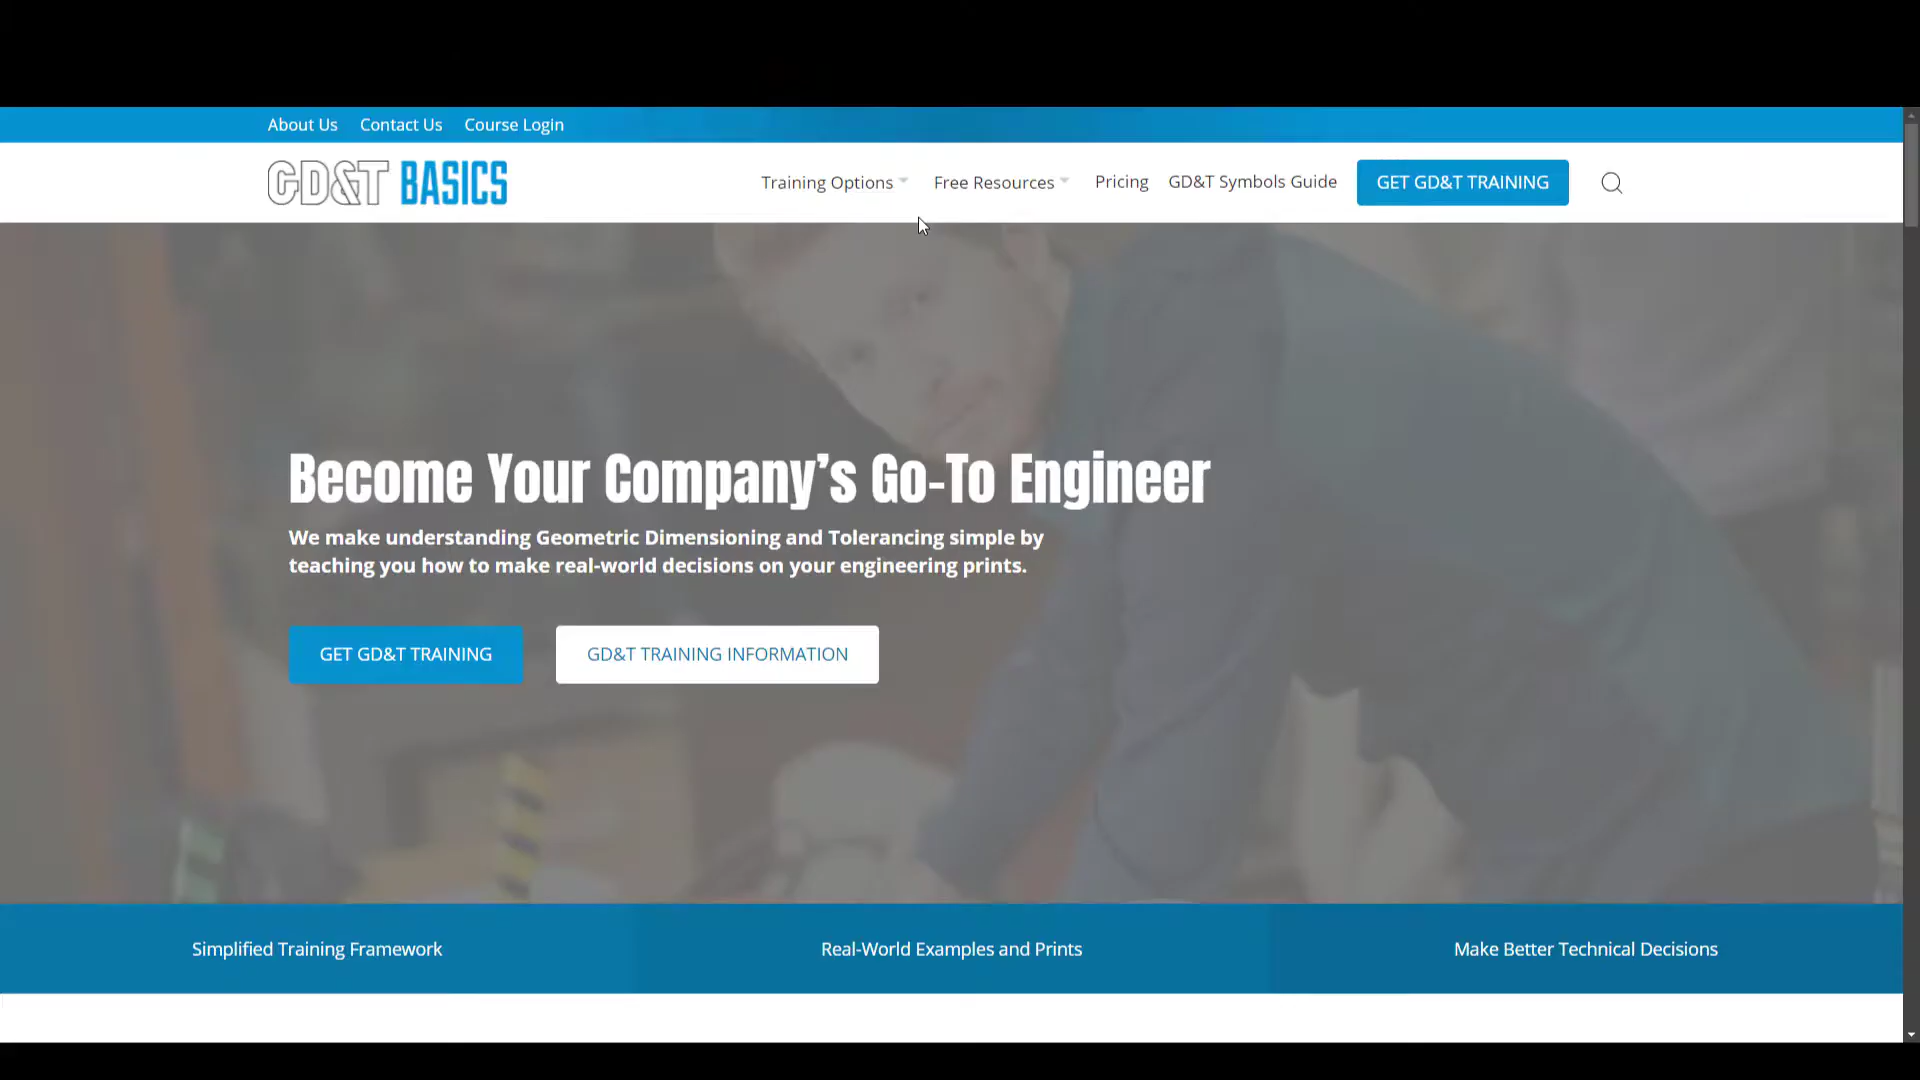 About Us Contact Us Course Login
GD&T BASICS
Training Options Free Resources Pricing GD&T Symbols Guide GET GD&T TRAINING
Become Your Company’s Go-To Engineer
We make understanding Geometric Dimensioning and Tolerancing simple by
teaching you how to make real-world decisions on your engineering prints.
GET GD&T TRAINING GD&T TRAINING INFORMATION
Simplified Training Framework Real-World Examples and Prints Make Better Technical Decisions